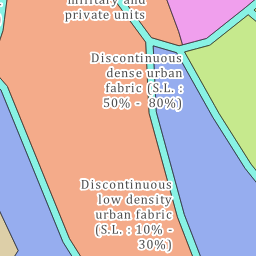 military and
private units
Discontinuous
dense urban
fabric (S.L. :
50% - 80%)
Discontinuous
low density
urban fabric
(S.L. : 10% -
30%)